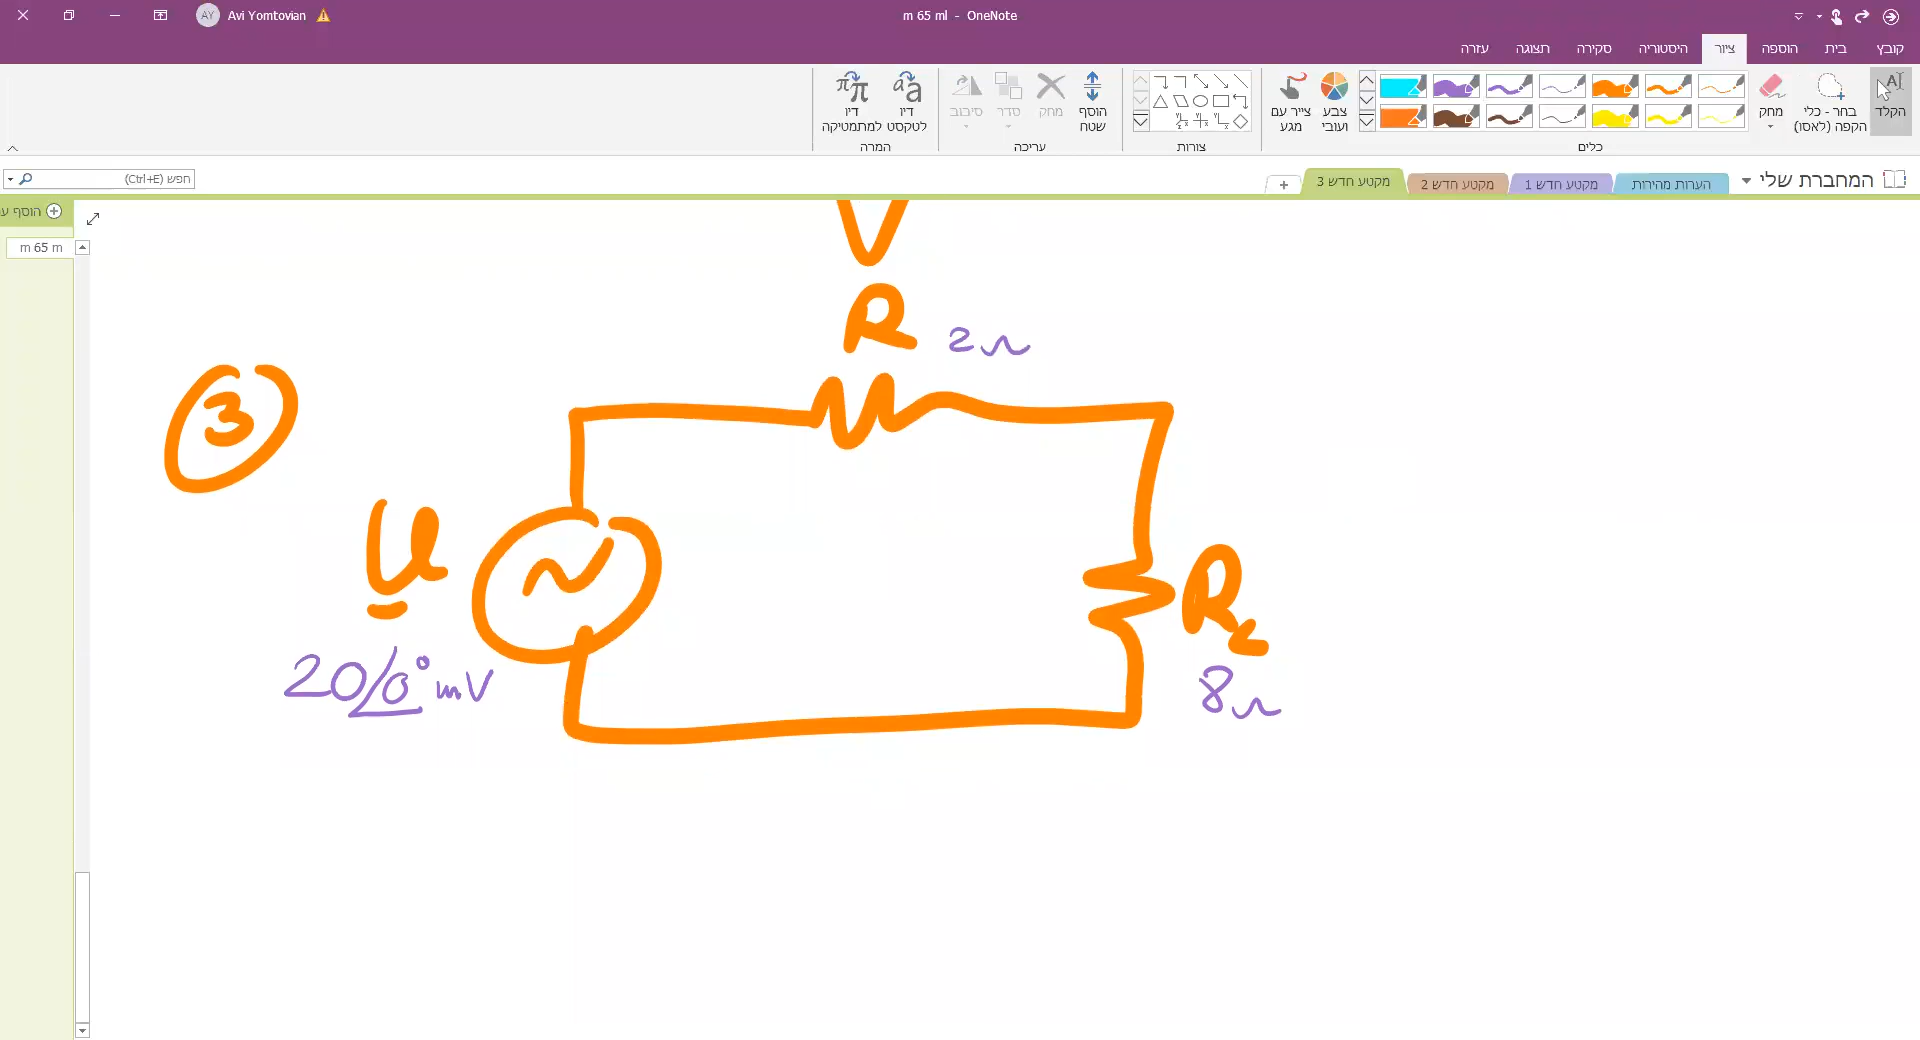 AY Avi Yomtovian
m 65 ml - OneNote
קובץ בית הוספה ציור היסטוריה סקירה תצוגה עזרה
הקלד
בחר - כלי הקפה (לאסו)
מחק
כלים
צבע ועובי
צייר עם מגע
צורות
הוסף שטח
מחק
סדר
סיבוב
עריכה
דיו לטקסט
דיו למתמטיקה
המרה
המחברת שלי
הערות מהירות
מקטע חדש 1
מקטע חדש 2
מקטע חדש 3
+
חפש (Ctrl+E)
m 65 m
V
R 2Ω
3
U
20/0° mV
R
8Ω